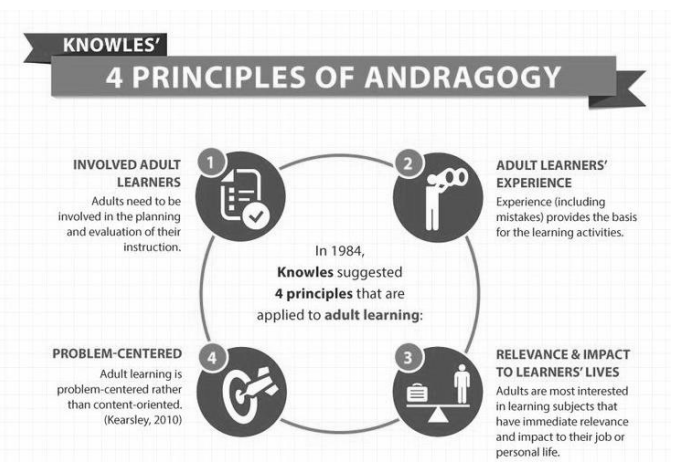 KNOWLES'
4 PRINCIPLES OF ANDRAGOGY
1
INVOLVED ADULT
LEARNERS
Adults need to be
involved in the planning
and evaluation of their
instruction.
2
ADULT LEARNERS'
EXPERIENCE
Experience (including
mistakes) provides the basis
for the learning activities.
In 1984,
Knowles suggested
4 principles that are
applied to adult learning:
3
RELEVANCE & IMPACT
TO LEARNERS' LIVES
Adults are most interested
in learning subjects that
have immediate relevance
and impact to their job or
personal life.
4
PROBLEM-CENTERED
Adult learning is
problem-centered rather
than content-oriented.
(Kearsley, 2010)